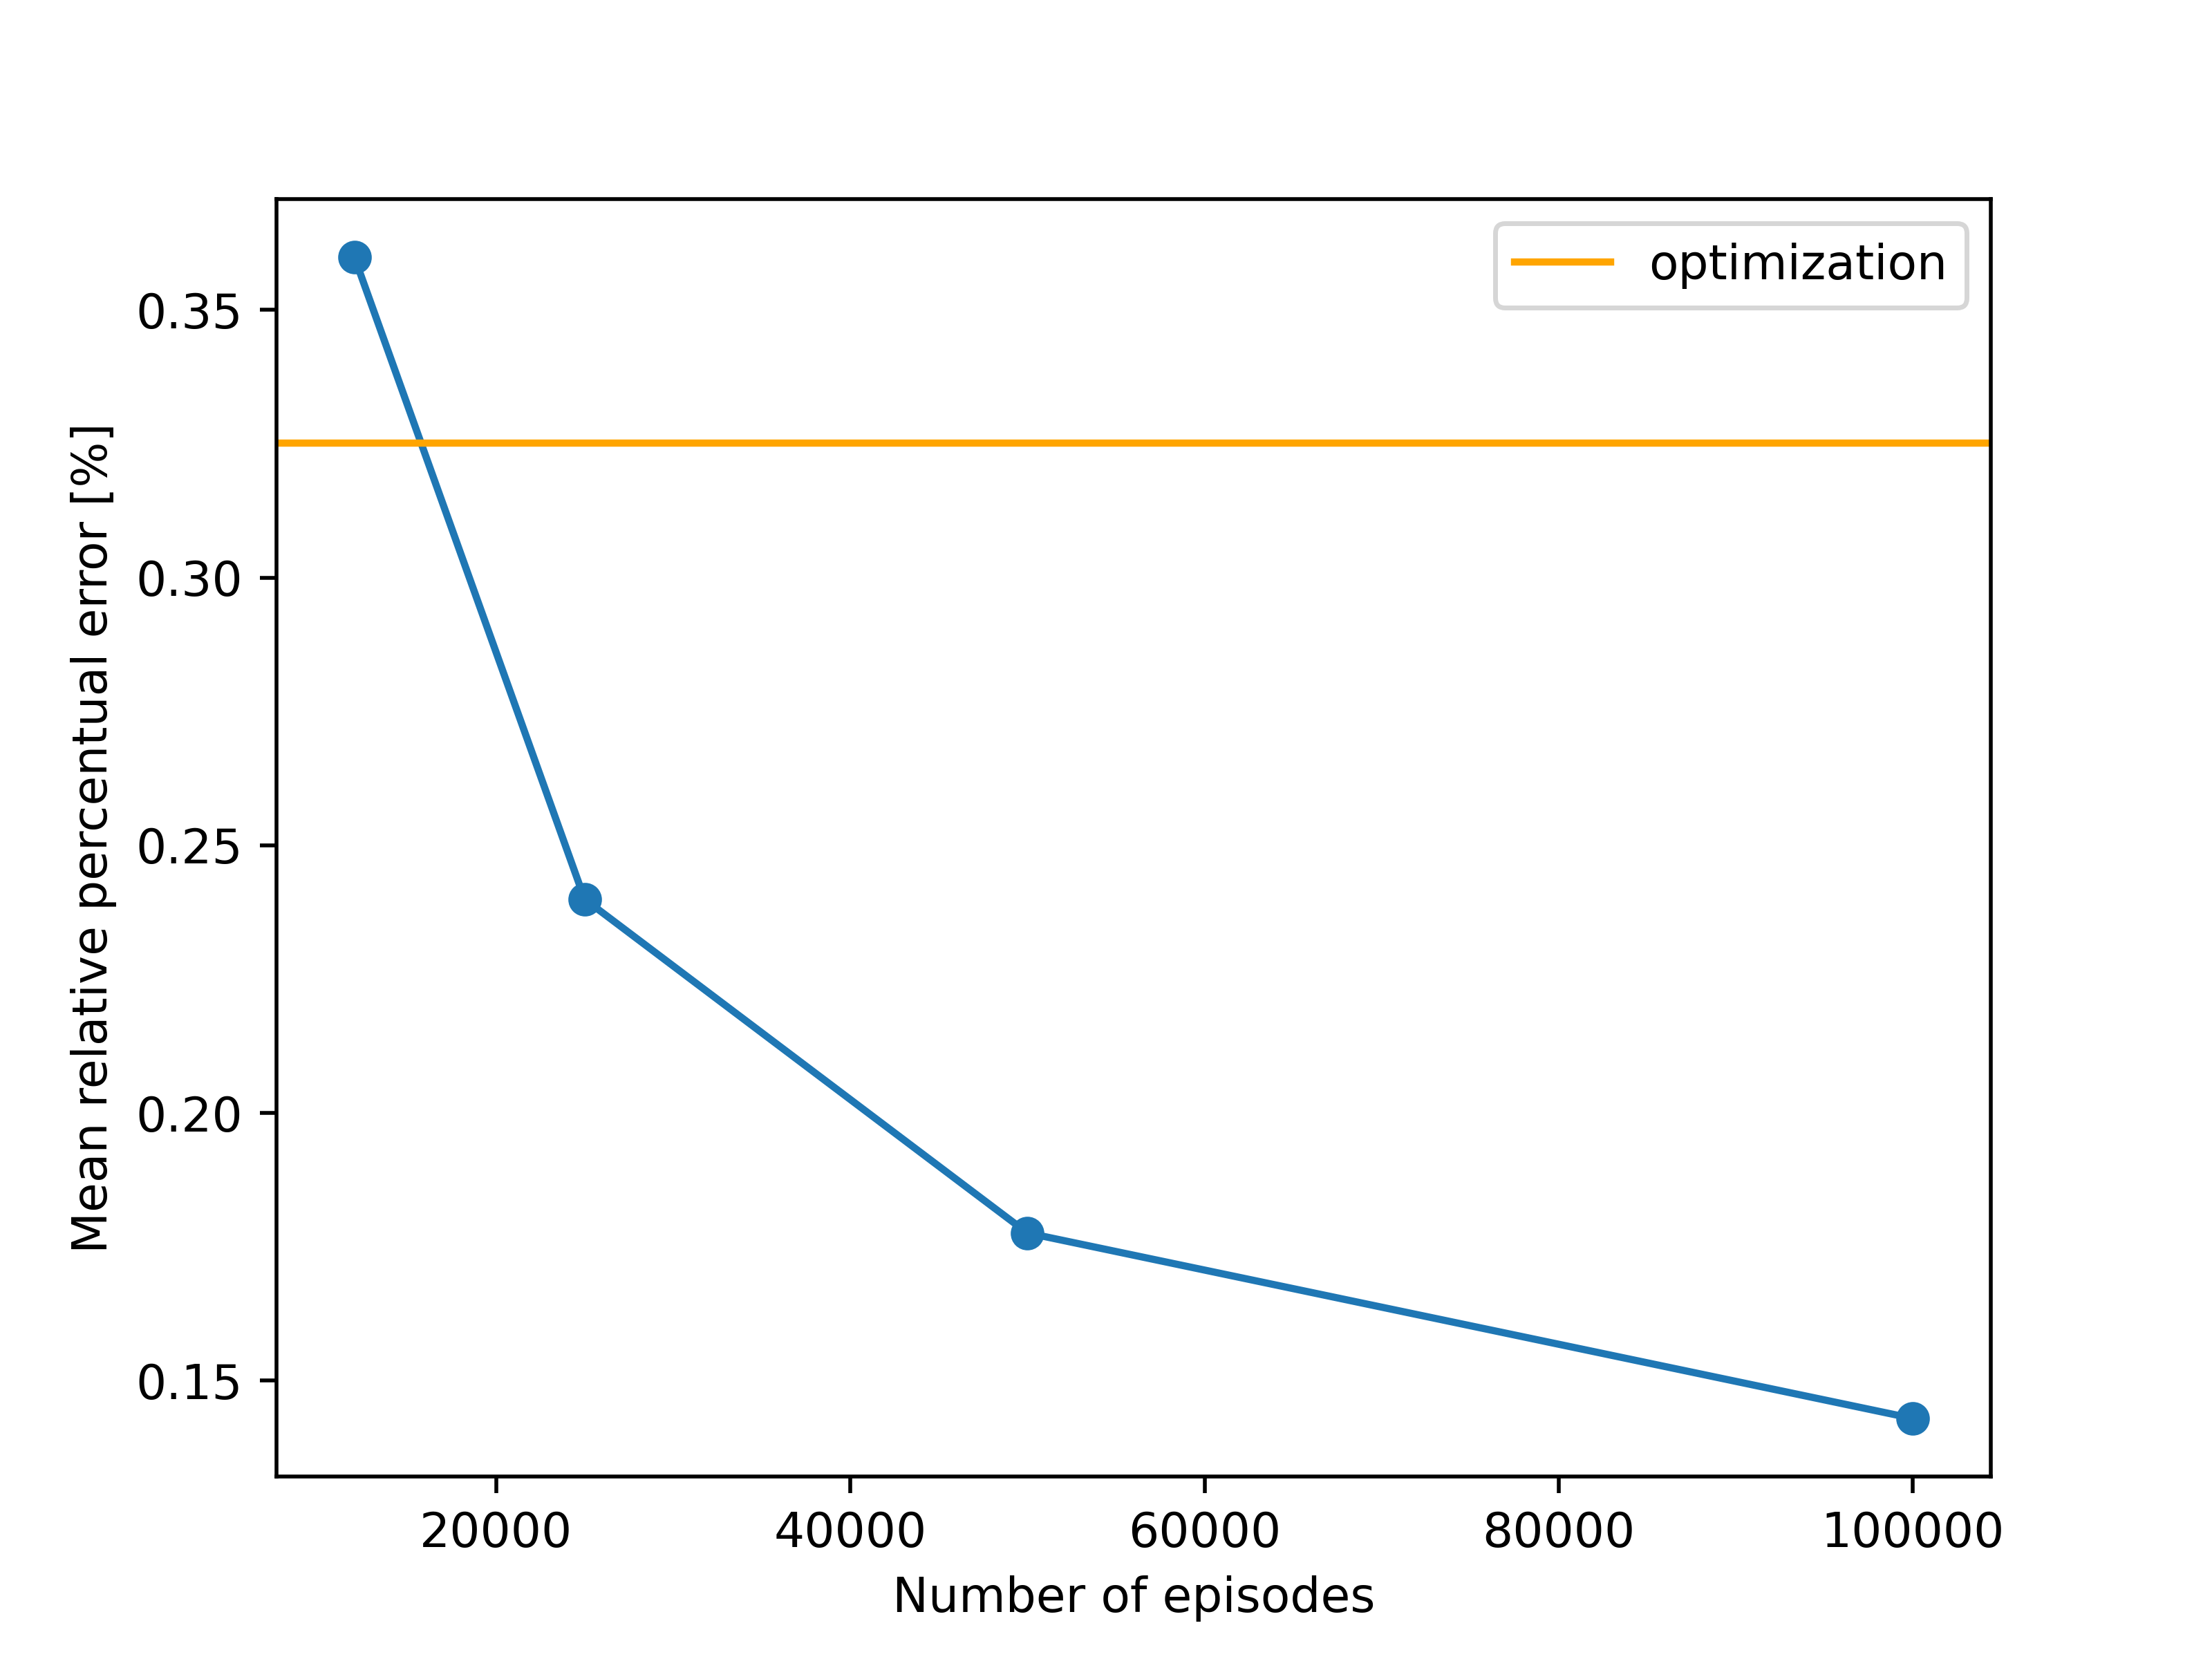 optimization
Mean relative percentual error [%]
0.35
0.30
0.25
0.20
0.15
20000 40000 60000 80000 100000
Number of episodes